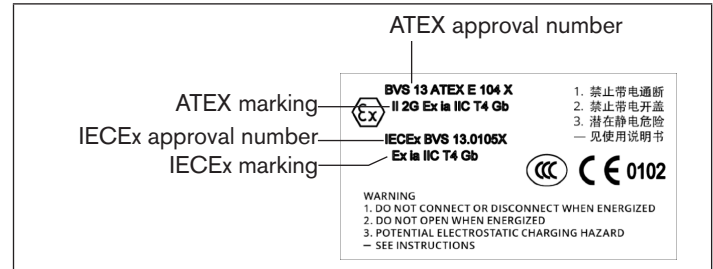 ATEX approval number
BVS 13 ATEX E 104 X
ATEX marking
Ex
II 2G Ex ia IIC T4 Gb
IECEx approval number
IECEx BVS 13.0105X
IECEx marking
Ex ia IIC T4 Gb
1. 禁止带电通断
2. 禁止带电开盖
3. 潜在静电危险
— 见使用说明书
CCC CE 0102
WARNING
1. DO NOT CONNECT OR DISCONNECT WHEN ENERGIZED
2. DO NOT OPEN WHEN ENERGIZED
3. POTENTIAL ELECTROSTATIC CHARGING HAZARD
— SEE INSTRUCTIONS